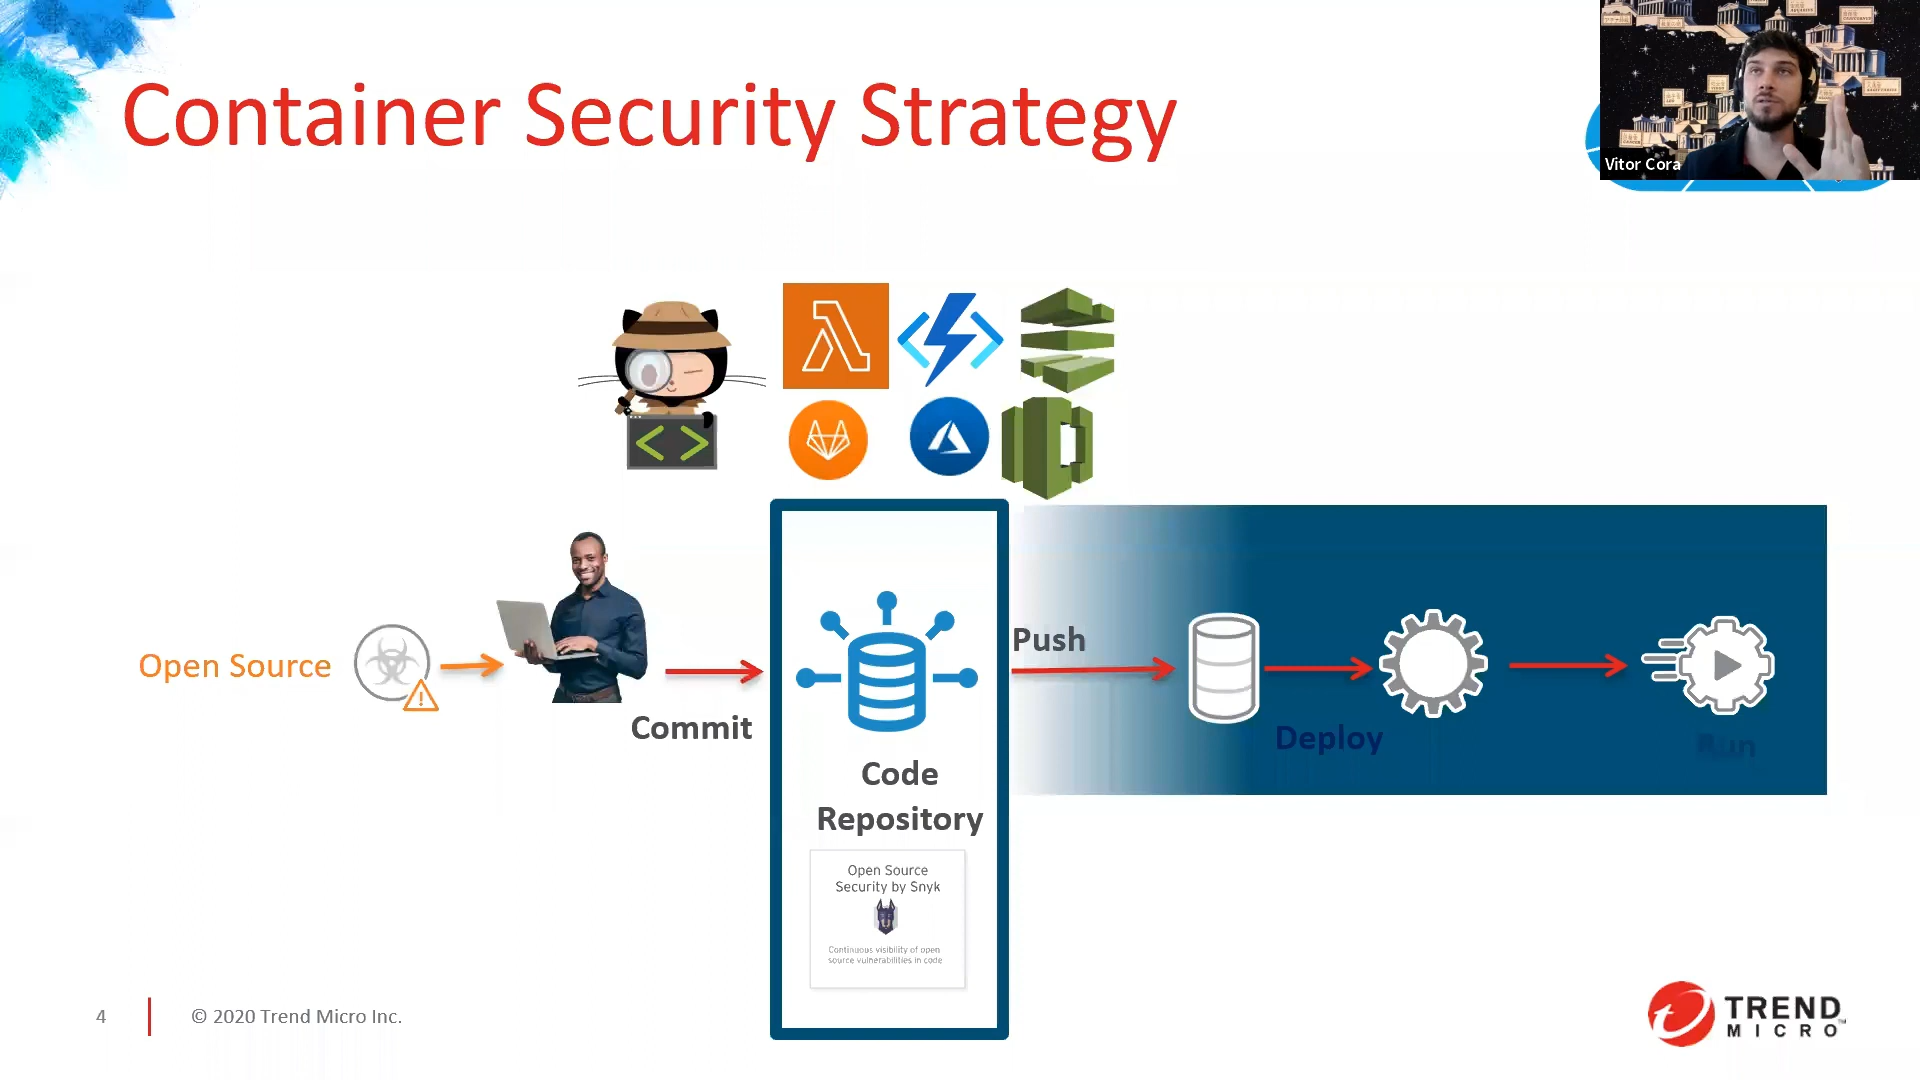 Container Security Strategy
Vitor Cora
Open Source
Commit
Push
Code
Repository
Deploy
Run
Open Source
Security by Snyk
Continuous visibility of open
source vulnerabilities in code
4
© 2020 Trend Micro Inc.
TREND
MICRO